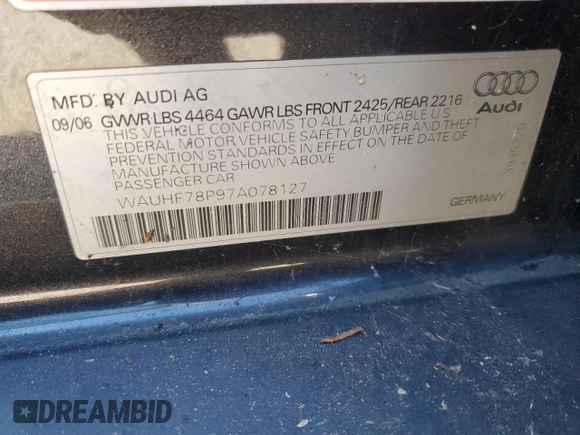 MFD. BY AUDI AG
09/06 GVWR LBS 4464 GAWR LBS FRONT 2425/REAR 2216
THIS VEHICLE CONFORMS TO ALL APPLICABLE U.S.
FEDERAL MOTOR VEHICLE SAFETY BUMPER AND THEFT
PREVENTION STANDARDS IN EFFECT ON THE DATE OF
MANUFACTURE SHOWN ABOVE
PASSENGER CAR
WAUHF78P97A078127
Audi
GERMANY
DREAMBID